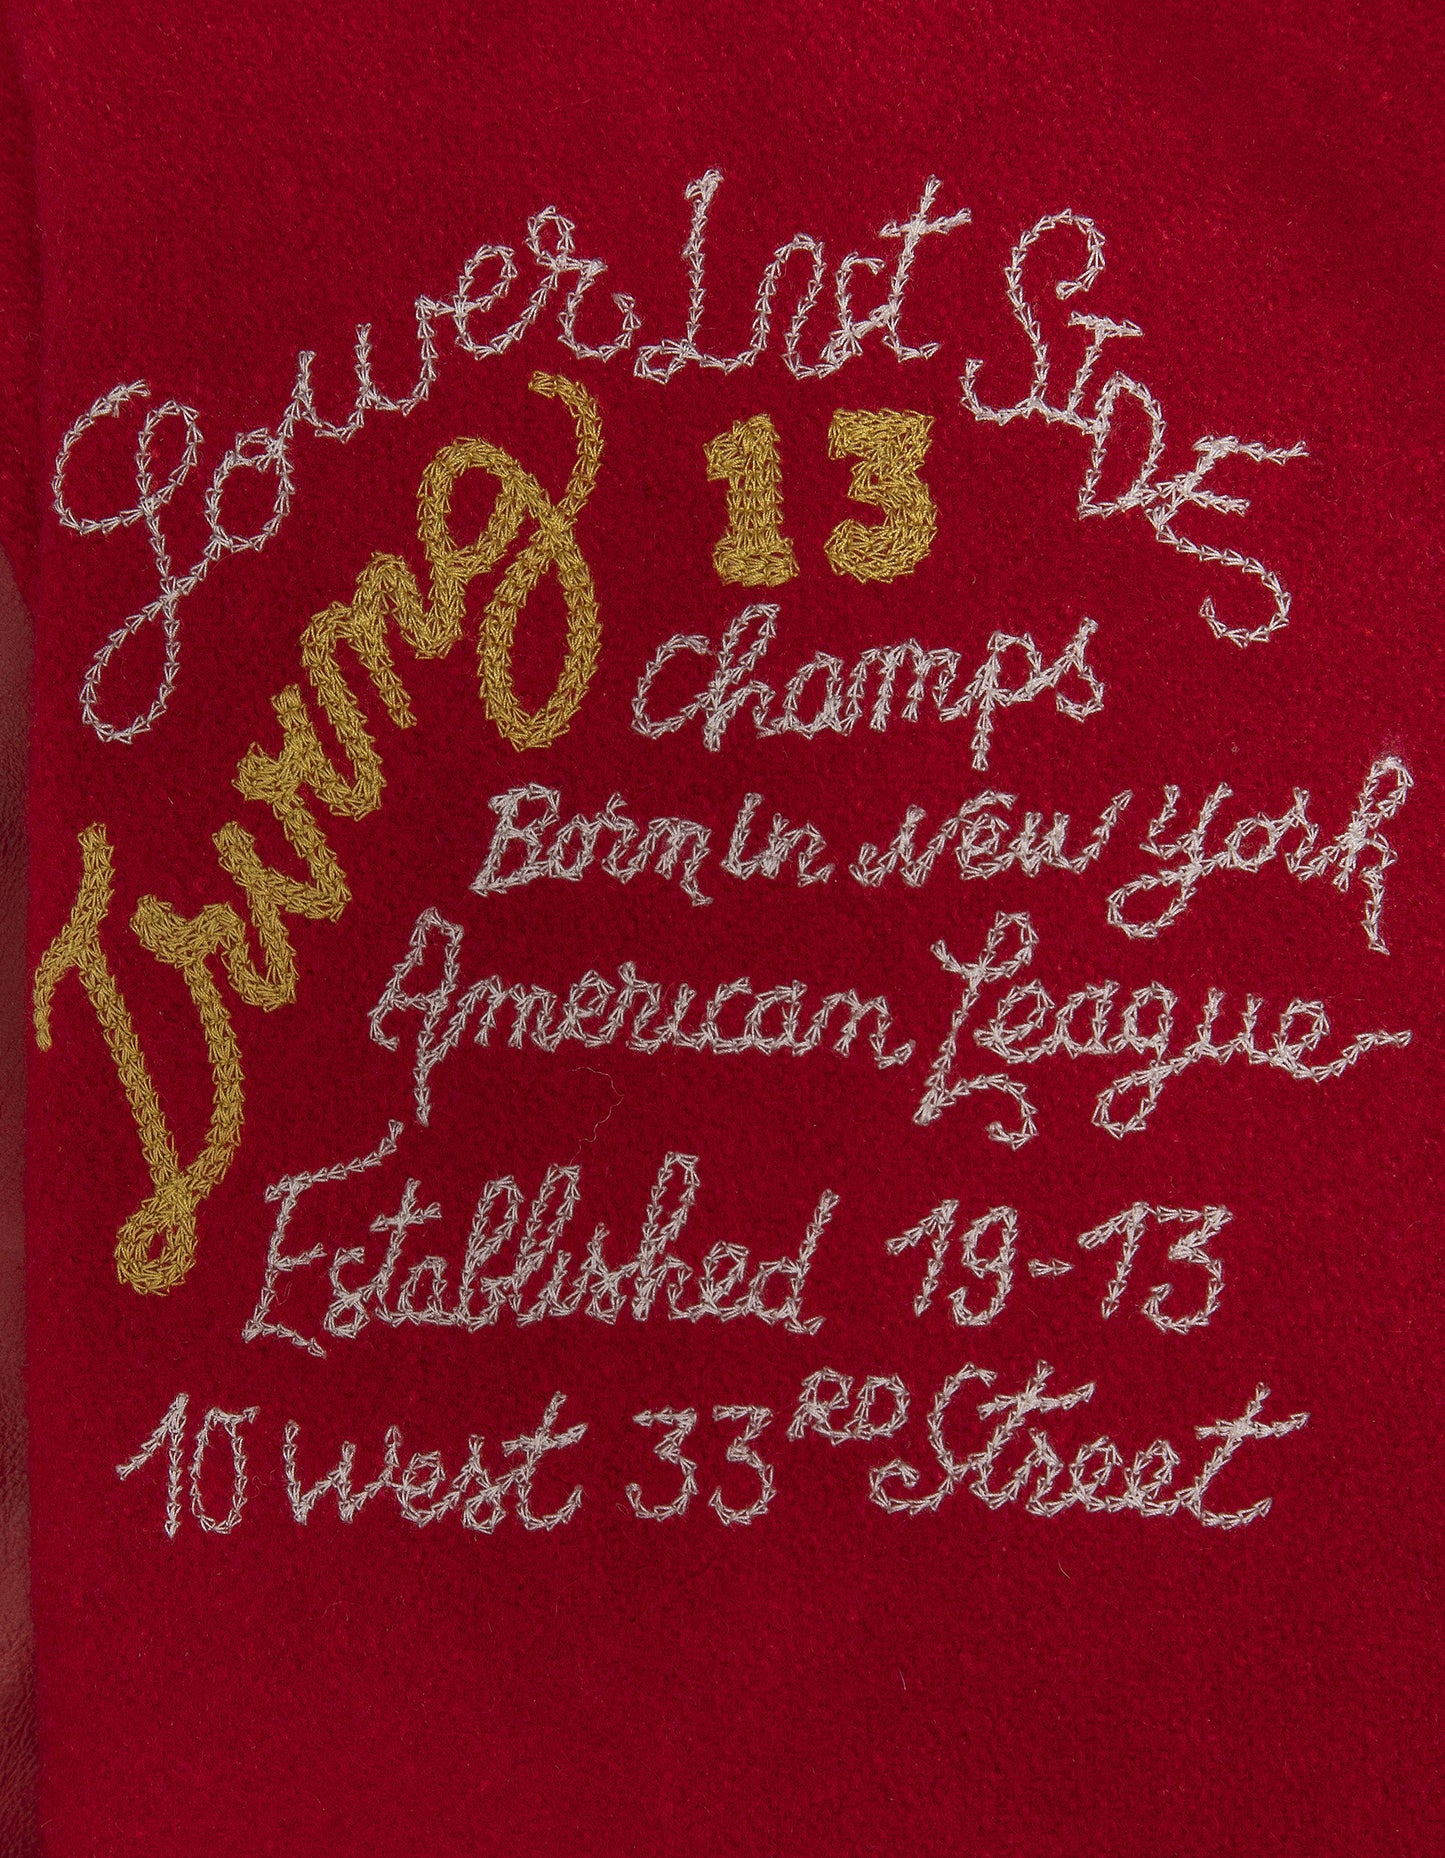 Lower East SIDE
Irving 13
champs
Born In New York
American League
Established 19-13
10 West 33RD Street